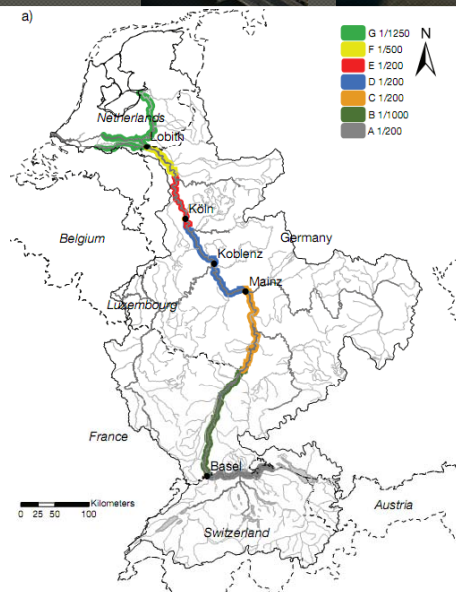 a)
G 1/1250
N
F 1/500
E 1/200
D 1/200
C 1/200
B 1/1000
A 1/200
Netherlands
Lobith
Köln
Belgium
Germany
Koblenz
Mainz
Luxembourg
France
Basel
Kilometers
0 25 50 100
Austria
Switzerland